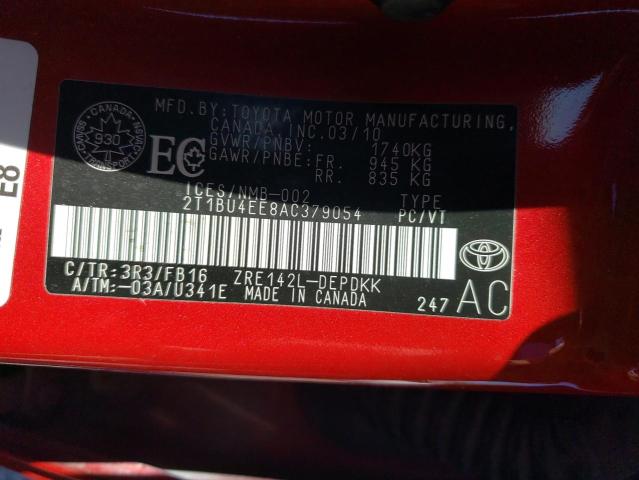 MFD. BY: TOYOTA MOTOR MANUFACTURING,
CANADA, INC. 03/10
GVWR/PNBV: 1740KG
GAWR/PNBE: FR. 945 KG
RR. 835 KG
CANADA
930
TRANSPORT
EC
ICES/NMB-002 TYPE
2T1BU4EE8AC379054 PC/VT
C/TR: 3R3/FB16 ZRE142L-DEPDKK
A/TM: -03A/U341E MADE IN CANADA
247 AC
E8